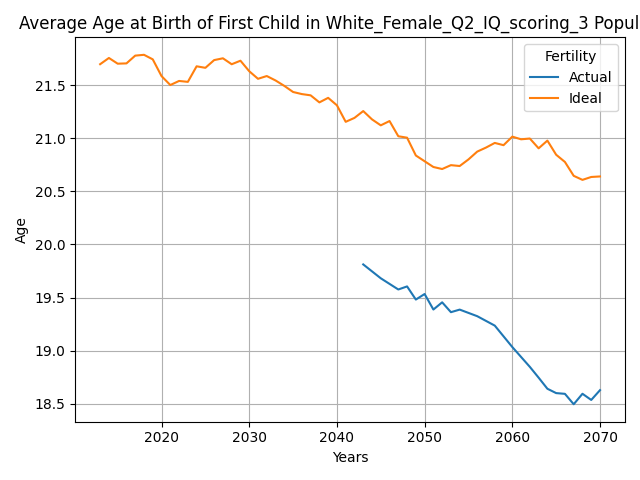 Average Age at Birth of First Child in White_Female_Q2_IQ_scoring_3 Popul
Fertility
Actual
Ideal
21.5
21.0
20.5
20.0
19.5
19.0
18.5
Age
2020 2030 2040 2050 2060 2070
Years